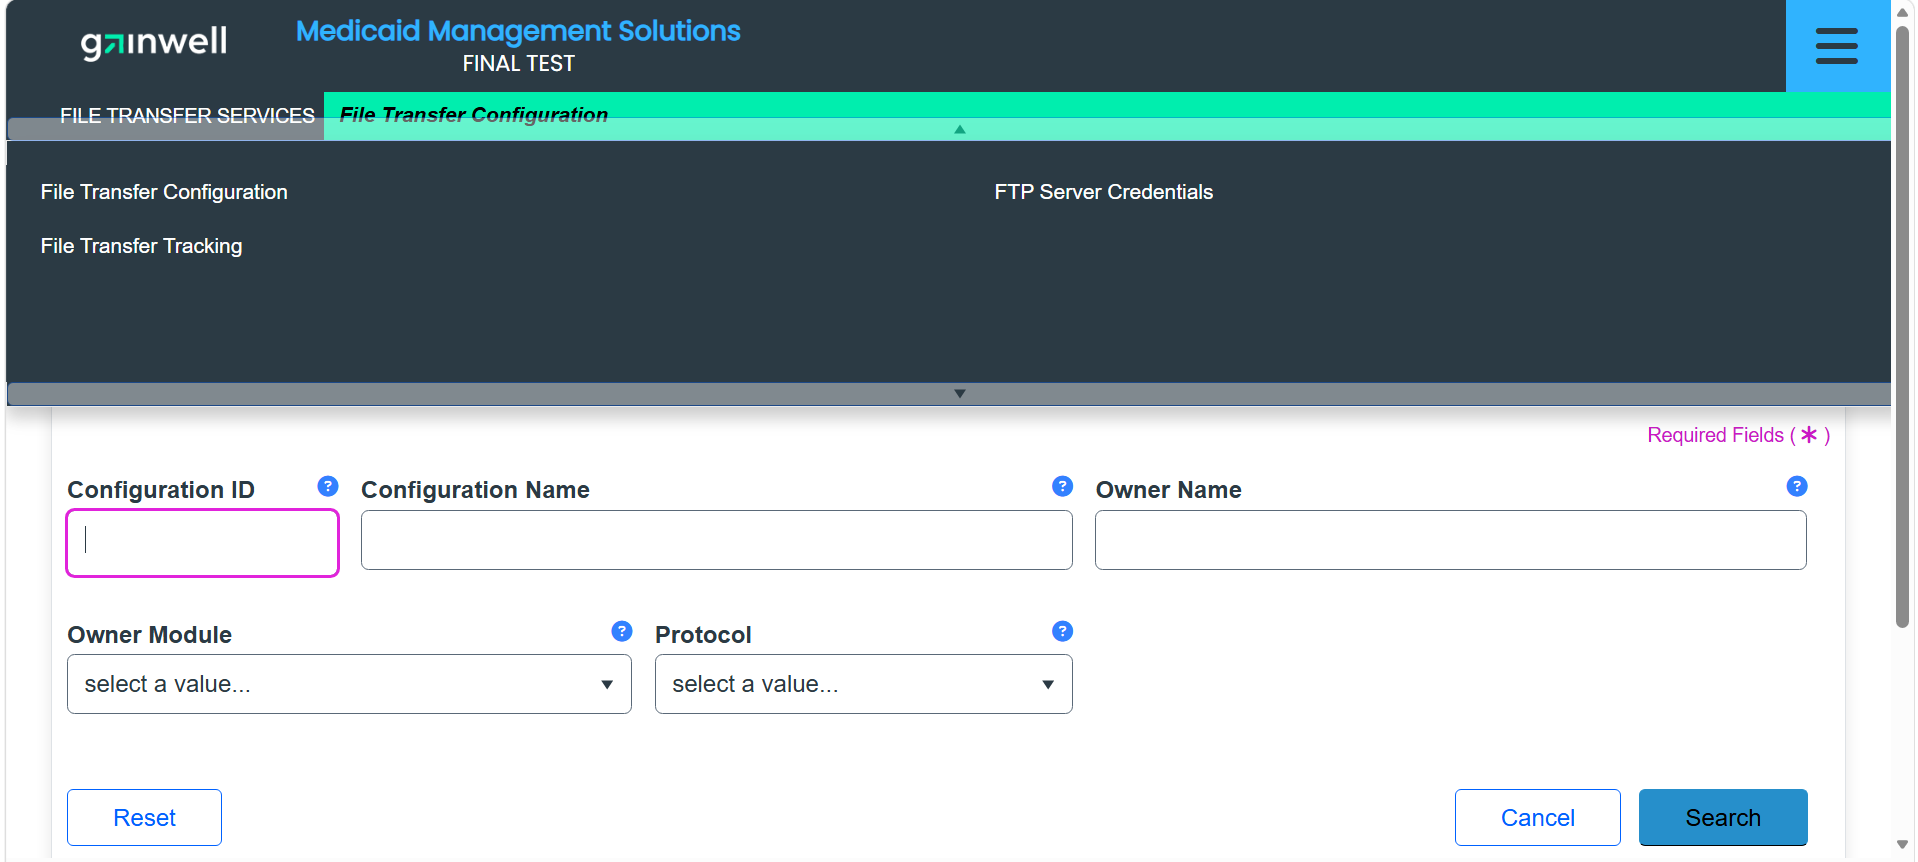 gainwell
Medicaid Management Solutions
FINAL TEST
FILE TRANSFER SERVICES
File Transfer Configuration
File Transfer Configuration
FTP Server Credentials
File Transfer Tracking
Required Fields ( * )
Configuration ID ?
Configuration Name ?
Owner Name ?
Owner Module ?
Protocol ?
select a value...
select a value...
Reset
Cancel
Search